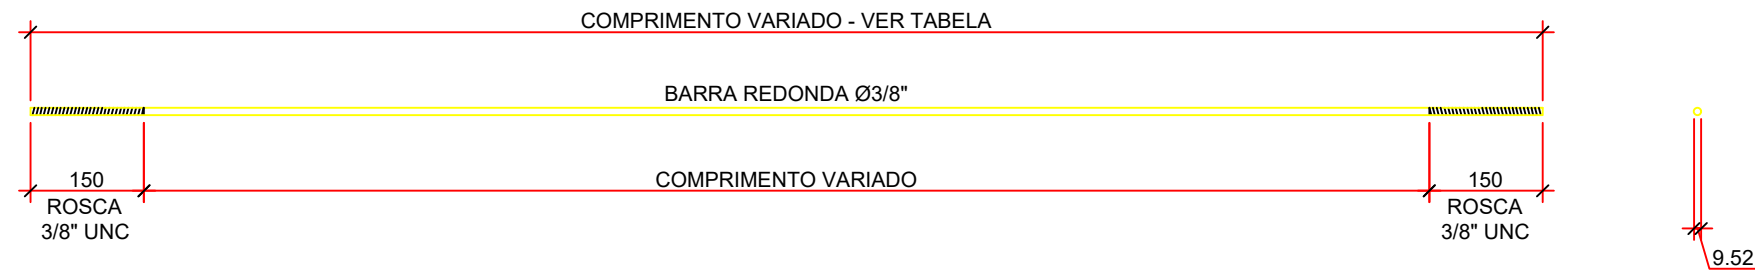 COMPRIMENTO VARIADO - VER TABELA
BARRA REDONDA Ø3/8"
150
ROSCA
3/8" UNC
COMPRIMENTO VARIADO
150
ROSCA
3/8" UNC
9.52